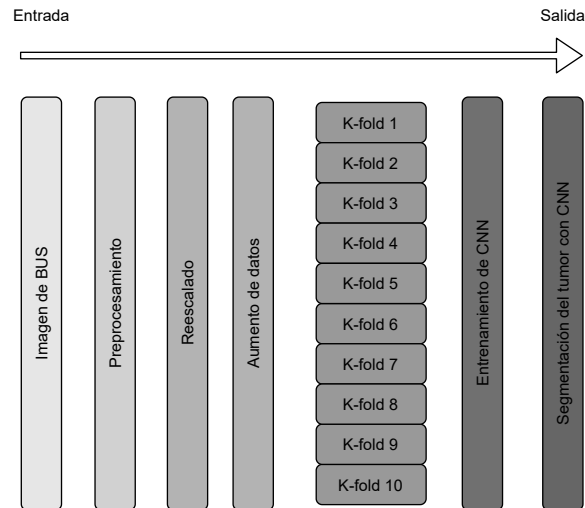 Entrada
Salida
Imagen de BUS
Preprocesamiento
Reescalado
Aumento de datos
K-fold 1
K-fold 2
K-fold 3
K-fold 4
K-fold 5
K-fold 6
K-fold 7
K-fold 8
K-fold 9
K-fold 10
Entrenamiento de CNN
Segmentación del tumor con CNN